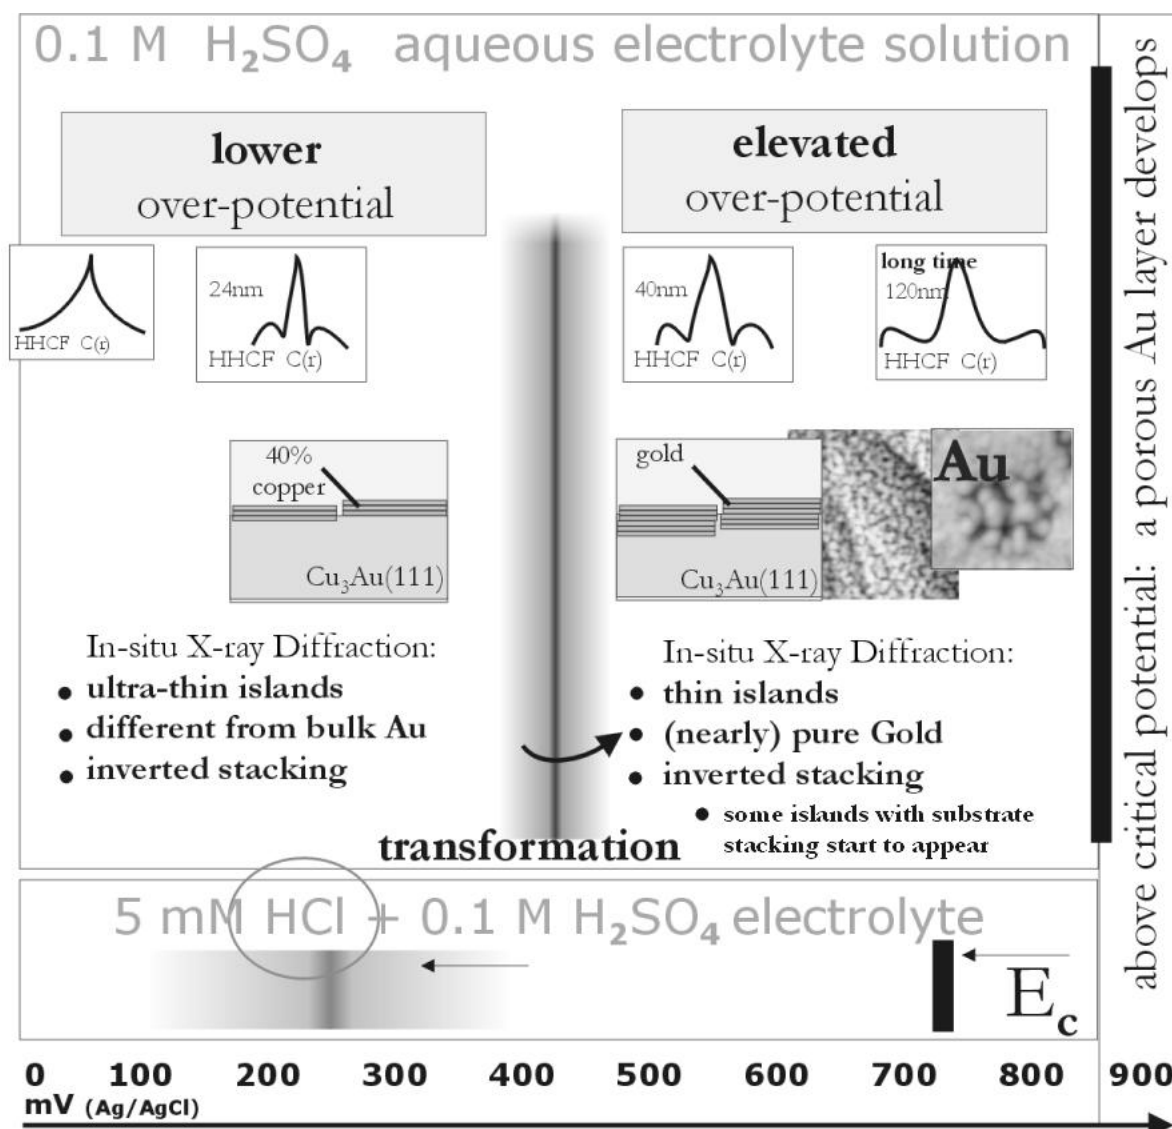 0.1 M H₂SO₄ aqueous electrolyte solution
lower
over-potential
elevated
over-potential
HHCF C(r)
24nm
HHCF C(r)
40nm
HHCF C(r)
long time
120nm
HHCF C(r)
40%
copper
Cu₃Au(111)
gold
Cu₃Au(111)
Au
In-situ X-ray Diffraction:
● ultra-thin islands
● different from bulk Au
● inverted stacking
In-situ X-ray Diffraction:
● thin islands
● (nearly) pure Gold
● inverted stacking
● some islands with substrate
stacking start to appear
transformation
5 mM HCl + 0.1 M H₂SO₄ electrolyte
E_c
0 100 200 300 400 500 600 700 800 900
mV (Ag/AgCl)
above critical potential: a porous Au layer develops